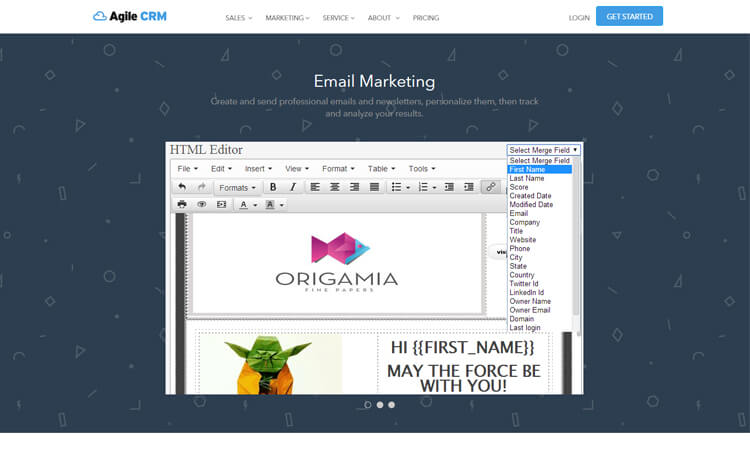 Agile CRM
SALES
MARKETING
SERVICE
ABOUT
PRICING
LOGIN
GET STARTED
Email Marketing
Create and send professional emails and newsletters, personalize them, then track
and analyze your results.
HTML Editor
Select Merge Field
File
Edit
Insert
View
Format
Table
Tools
Formats
B
I
A
A
Select Merge Field
First Name
Last Name
Score
Created Date
Modified Date
Email
Company
Title
Website
Phone
City
State
Country
Twitter Id
LinkedIn Id
Owner Name
Owner Email
Domain
Last login
ORIGAMIA
FINE PAPERS
HI {{FIRST_NAME}}
MAY THE FORCE BE
WITH YOU!